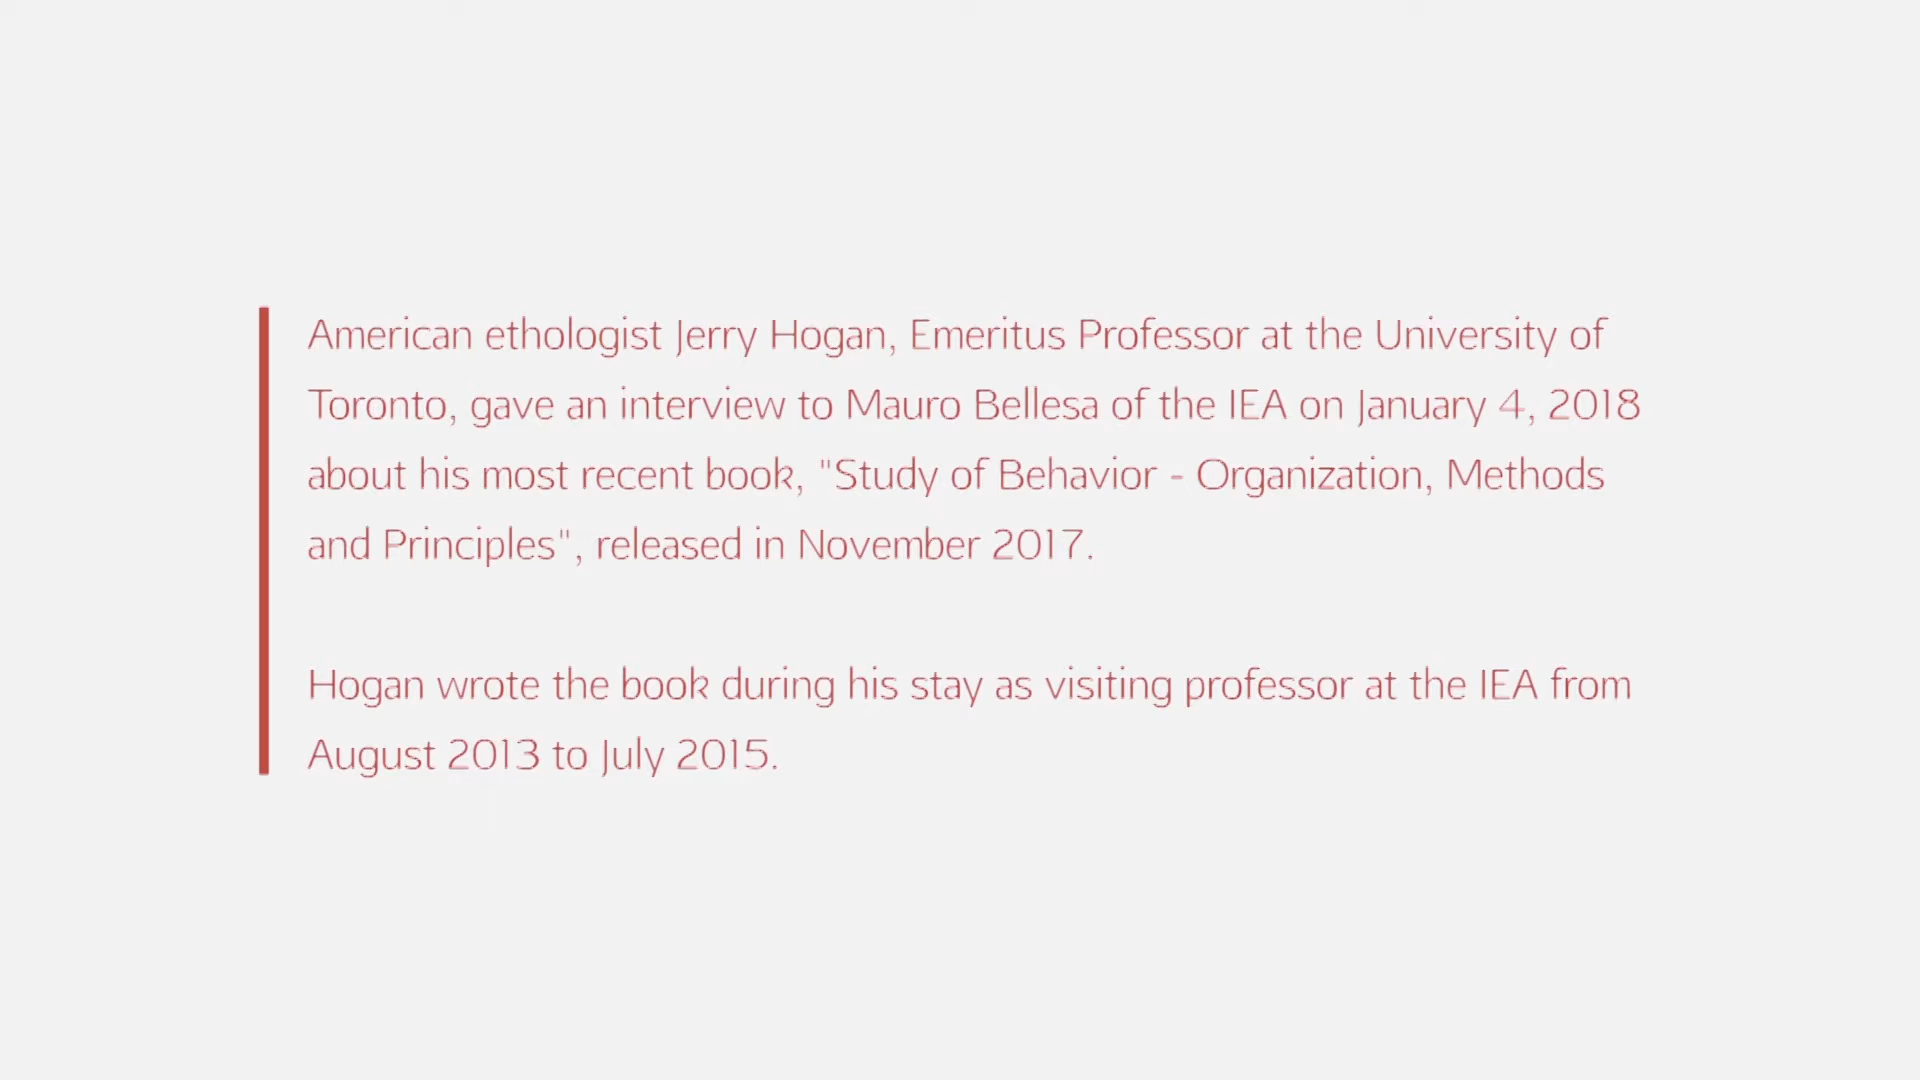 American ethologist Jerry Hogan, Emeritus Professor at the University of
Toronto, gave an interview to Mauro Bellesa of the IEA on January 4, 2018
about his most recent book, "Study of Behavior - Organization, Methods
and Principles", released in November 2017.
Hogan wrote the book during his stay as visiting professor at the IEA from
August 2013 to July 2015.